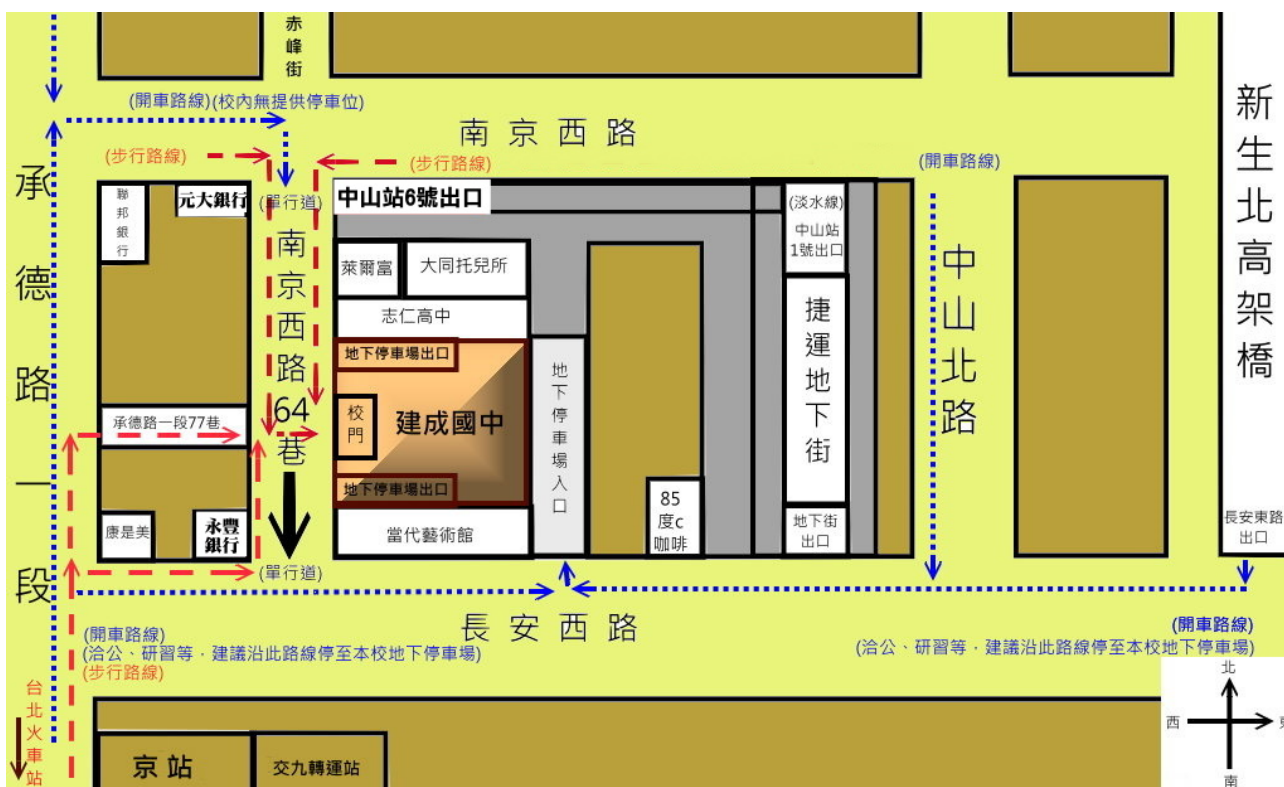 赤峰街
(開車路線)(校內無提供停車位)
南京西路
新生北高架橋
承德路一段
(步行路線)
(步行路線)
(開車路線)
聯邦銀行
元大銀行
(單行道)
中山站6號出口
(淡水線)
中山站
1號出口
南京西路64巷
萊爾富
大同托兒所
中山北路
志仁高中
捷運地下街
地下停車場出口
地下停車場入口
校門
建成國中
承德路一段77巷
地下停車場出口
85
度c
咖啡
康是美
永豐
銀行
當代藝術館
地下街
出口
長安東路
出口
(單行道)
長安西路
(開車路線)
(洽公、研習等，建議沿此路線停至本校地下停車場)
(步行路線)
(開車路線)
(洽公、研習等，建議沿此路線停至本校地下停車場)
台北火車站
北
西
東
南
京站
交九轉運站